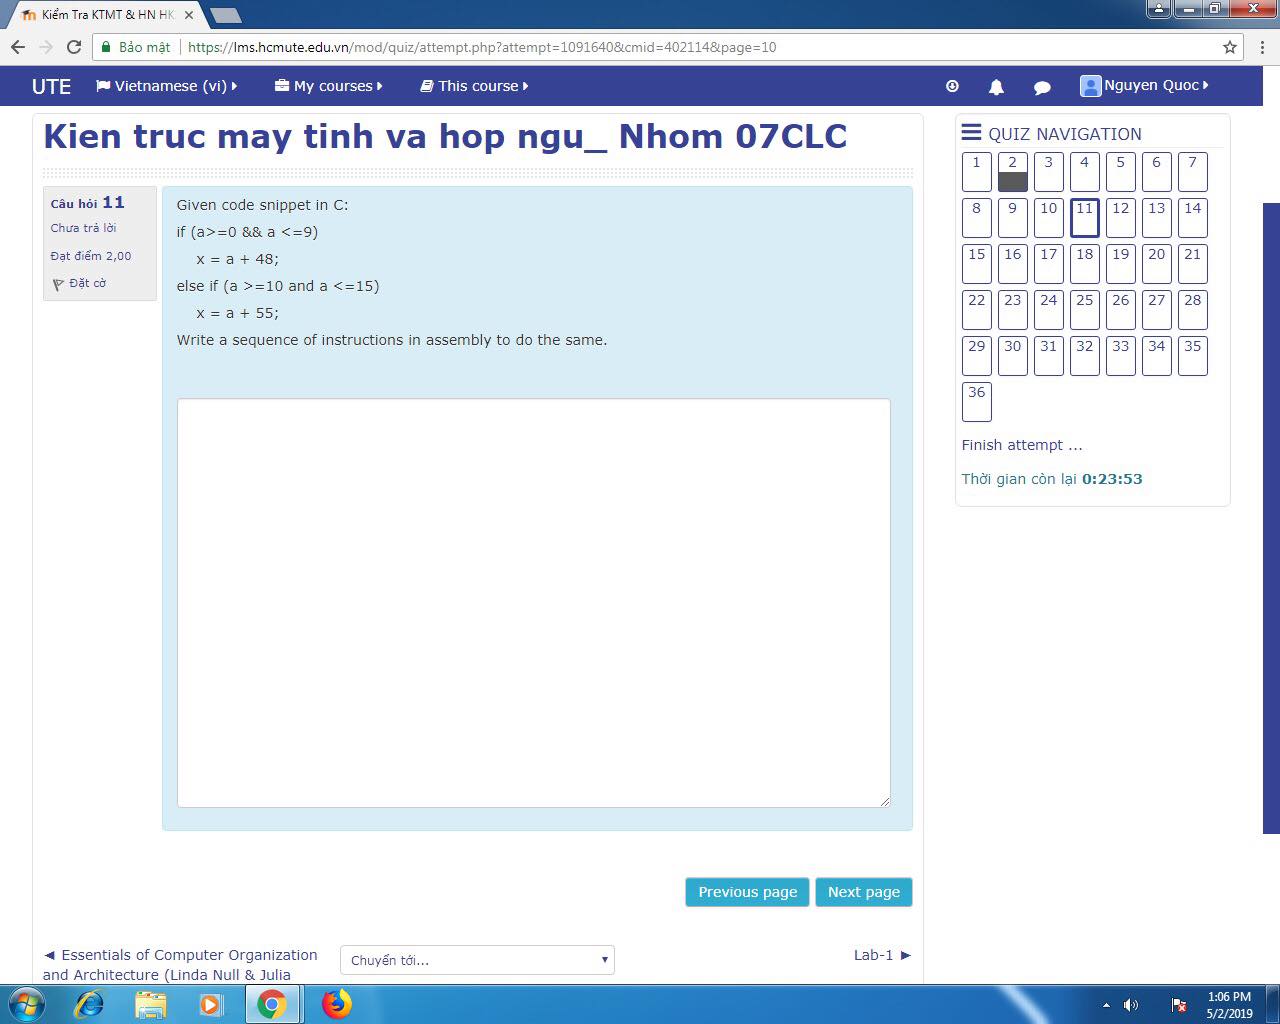 Kiểm Tra KTMT & HN HK
Bảo mật
https://lms.hcmute.edu.vn/mod/quiz/attempt.php?attempt=1091640&cmid=402114&page=10
UTE
Vietnamese (vi)
My courses
This course
Nguyen Quoc
Kien truc may tinh va hop ngu_ Nhom 07CLC
Câu hỏi 11
Chưa trả lời
Đạt điểm 2,00
Đặt cờ
Given code snippet in C:
if (a>=0 && a <=9)
x = a + 48;
else if (a >=10 and a <=15)
x = a + 55;
Write a sequence of instructions in assembly to do the same.
QUIZ NAVIGATION
1 2 3 4 5 6 7
8 9 10 11 12 13 14
15 16 17 18 19 20 21
22 23 24 25 26 27 28
29 30 31 32 33 34 35
36
Finish attempt ...
Thời gian còn lại 0:23:53
Previous page
Next page
◄ Essentials of Computer Organization
and Architecture (Linda Null & Julia
Chuyển tới...
Lab-1 ►
1:06 PM
5/2/2019